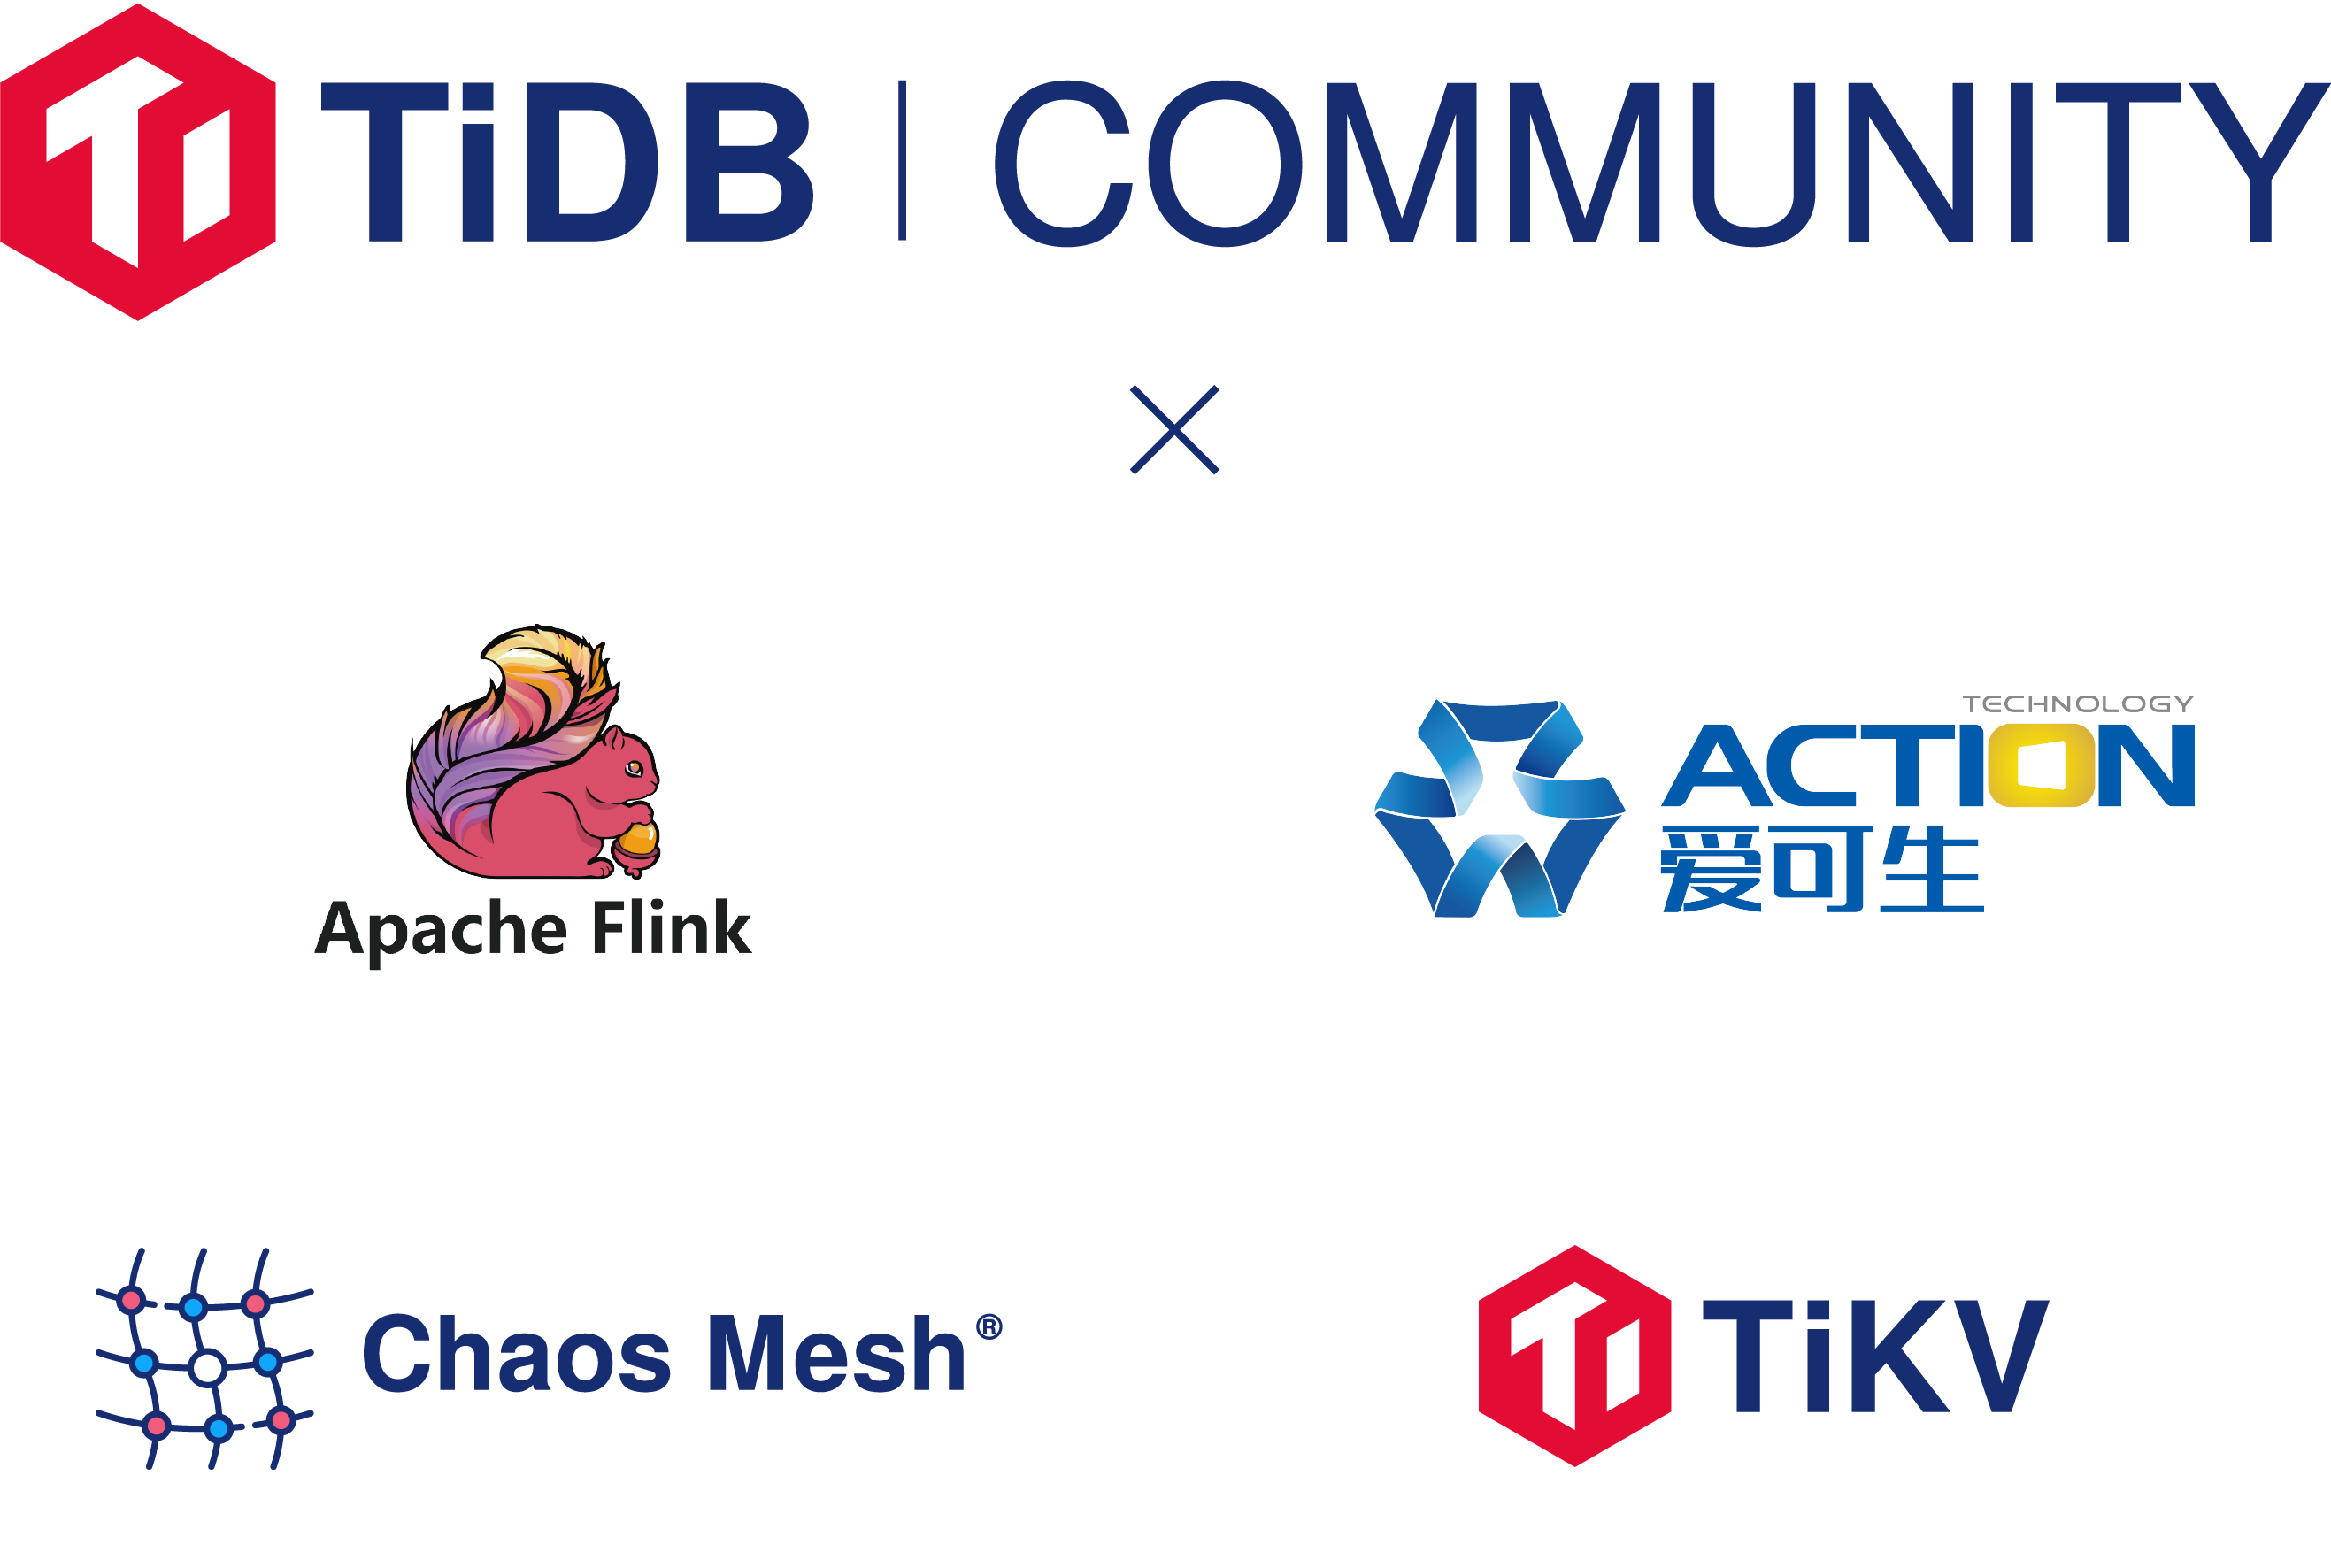 TiDB | COMMUNITY
×
Apache Flink
TECHNOLOGY
ACTION
爱可生
Chaos Mesh®
TiKV